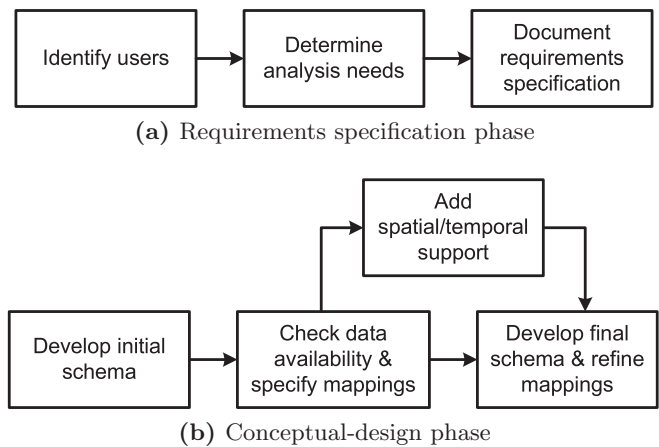 Identify users
Determine
analysis needs
Document
requirements
specification
(a) Requirements specification phase
Add
spatial/temporal
support
Develop initial
schema
Check data
availability &
specify mappings
Develop final
schema & refine
mappings
(b) Conceptual-design phase